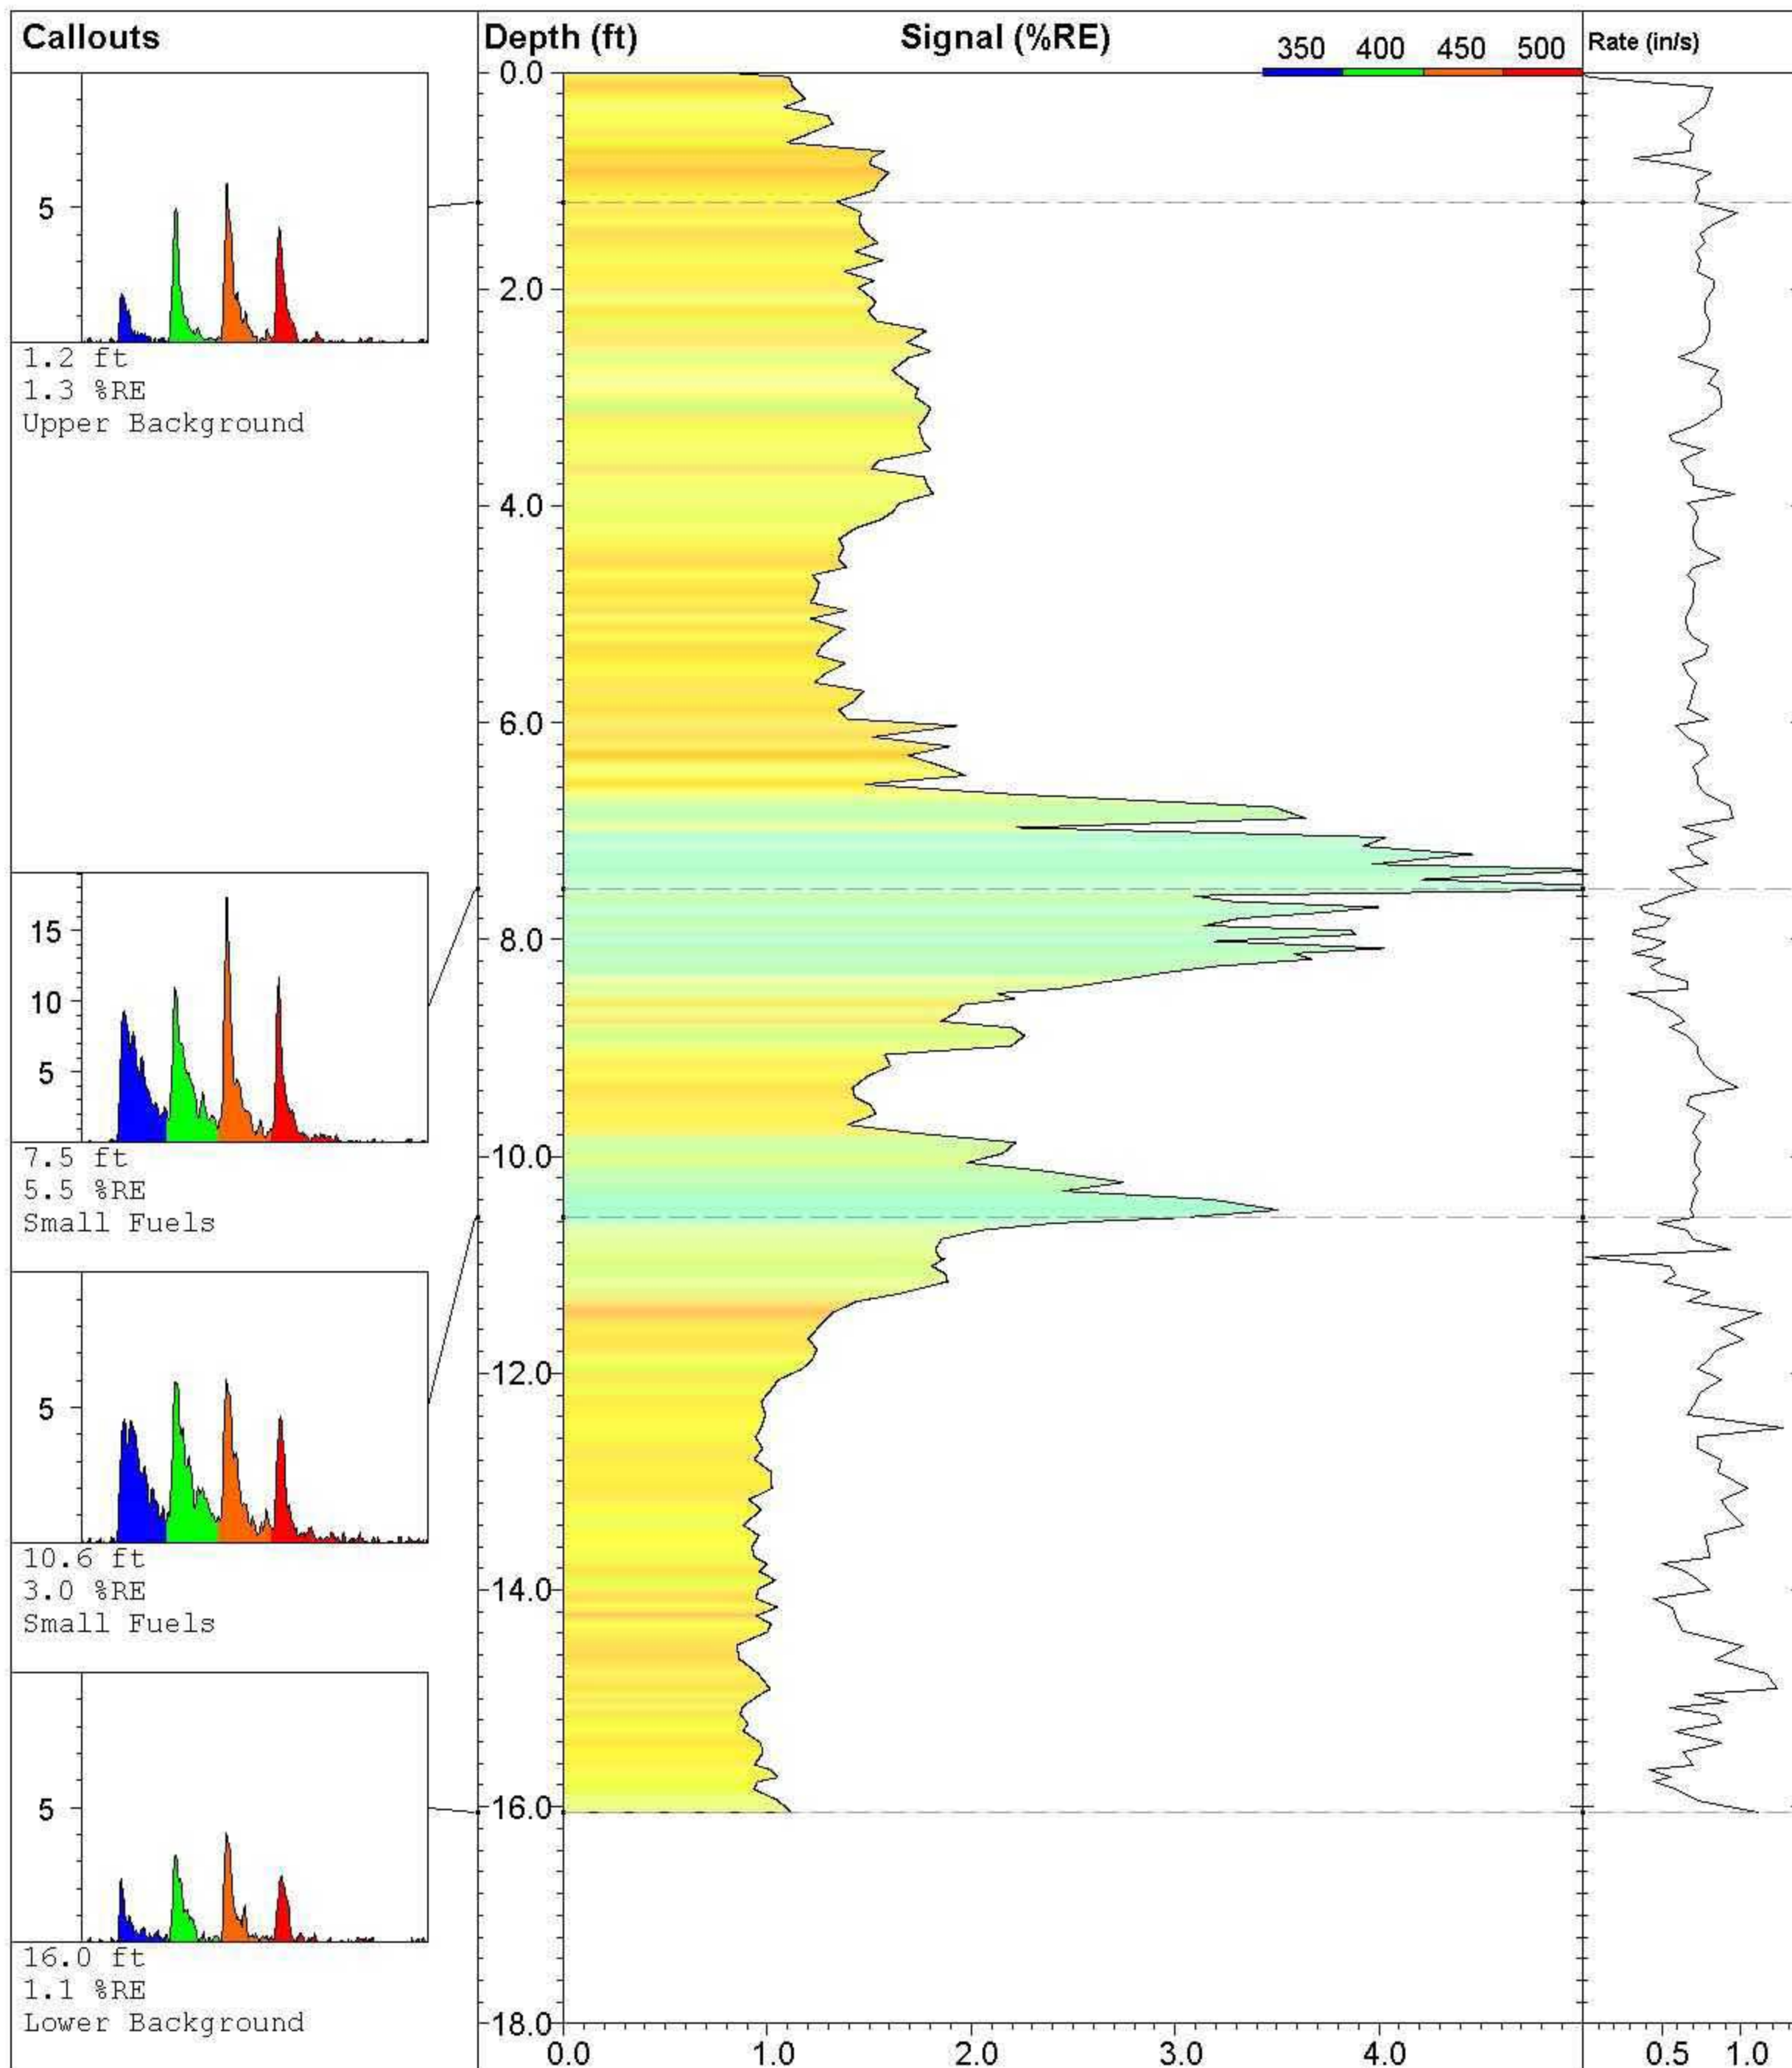 Callouts
Depth (ft)
Signal (%RE)
350 400 450 500
Rate (in/s)
5
1.2 ft
1.3 %RE
Upper Background
15
10
5
7.5 ft
5.5 %RE
Small Fuels
5
10.6 ft
3.0 %RE
Small Fuels
5
16.0 ft
1.1 %RE
Lower Background
0.0
2.0
4.0
6.0
8.0
10.0
12.0
14.0
16.0
18.0
0.0 1.0 2.0 3.0 4.0
0.5 1.0